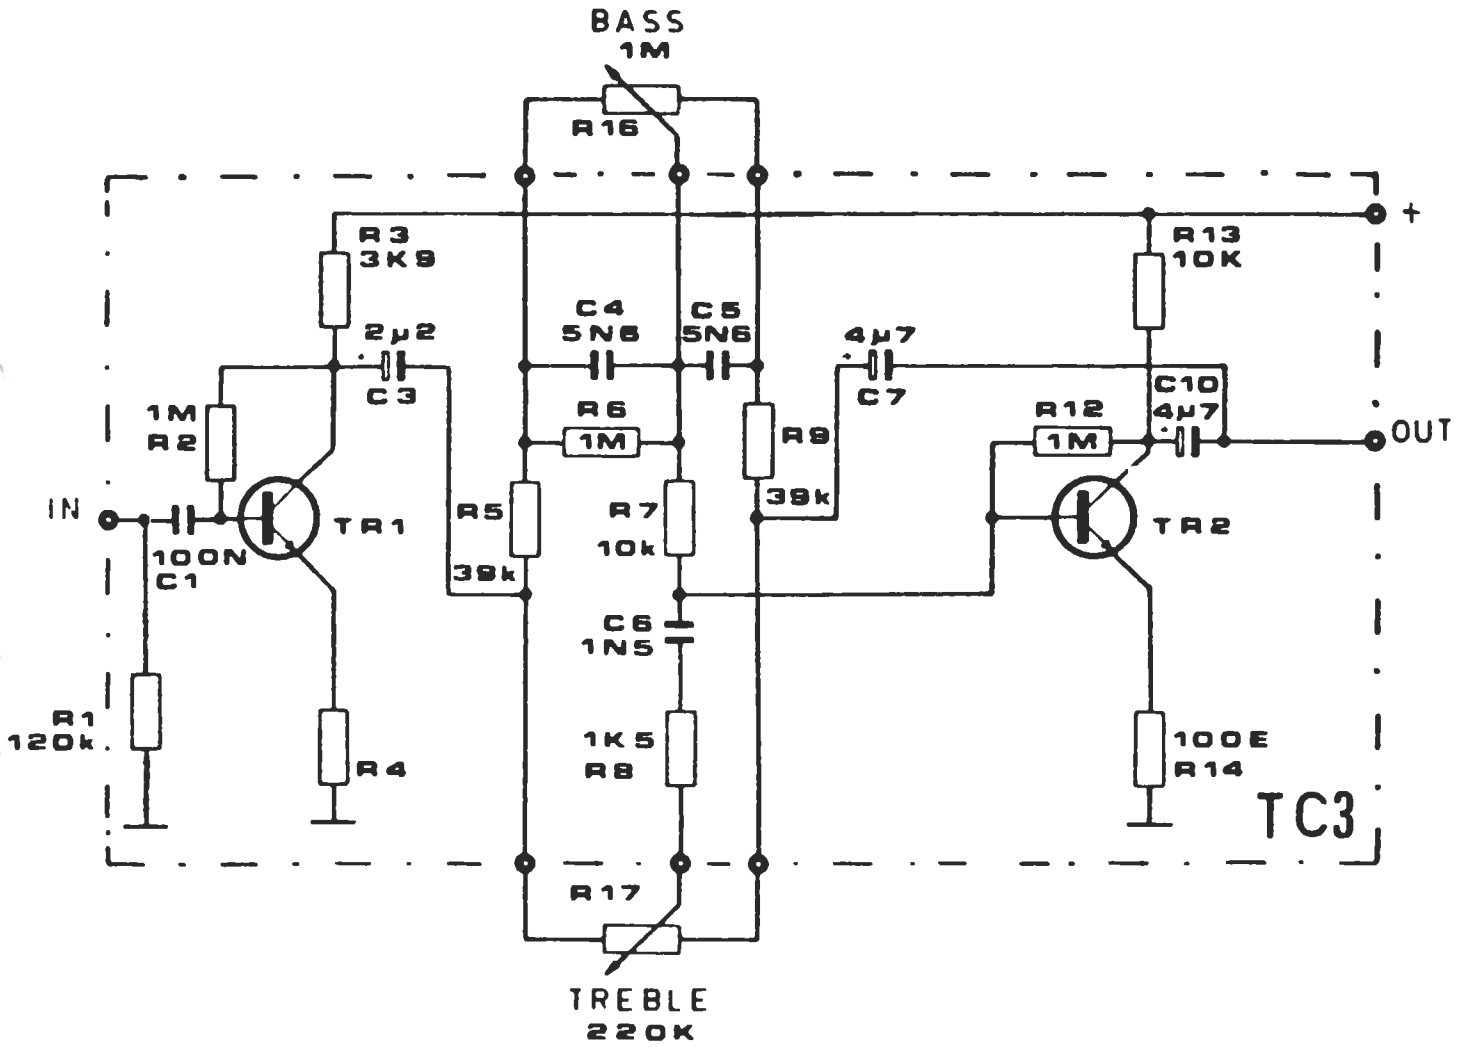 BASS
1M
R16
+
R3
3K9
R13
10K
C4
5N6
C5
5N6
2µ2
C3
4µ7
C7
C10
4µ7
1M
R2
R6
1M
R9
39k
R12
1M
OUT
IN
100N
C1
TR1
R5
39k
R7
10k
TR2
C6
1N5
R1
120k
R4
1K5
R8
100E
R14
TC3
R17
TREBLE
220K